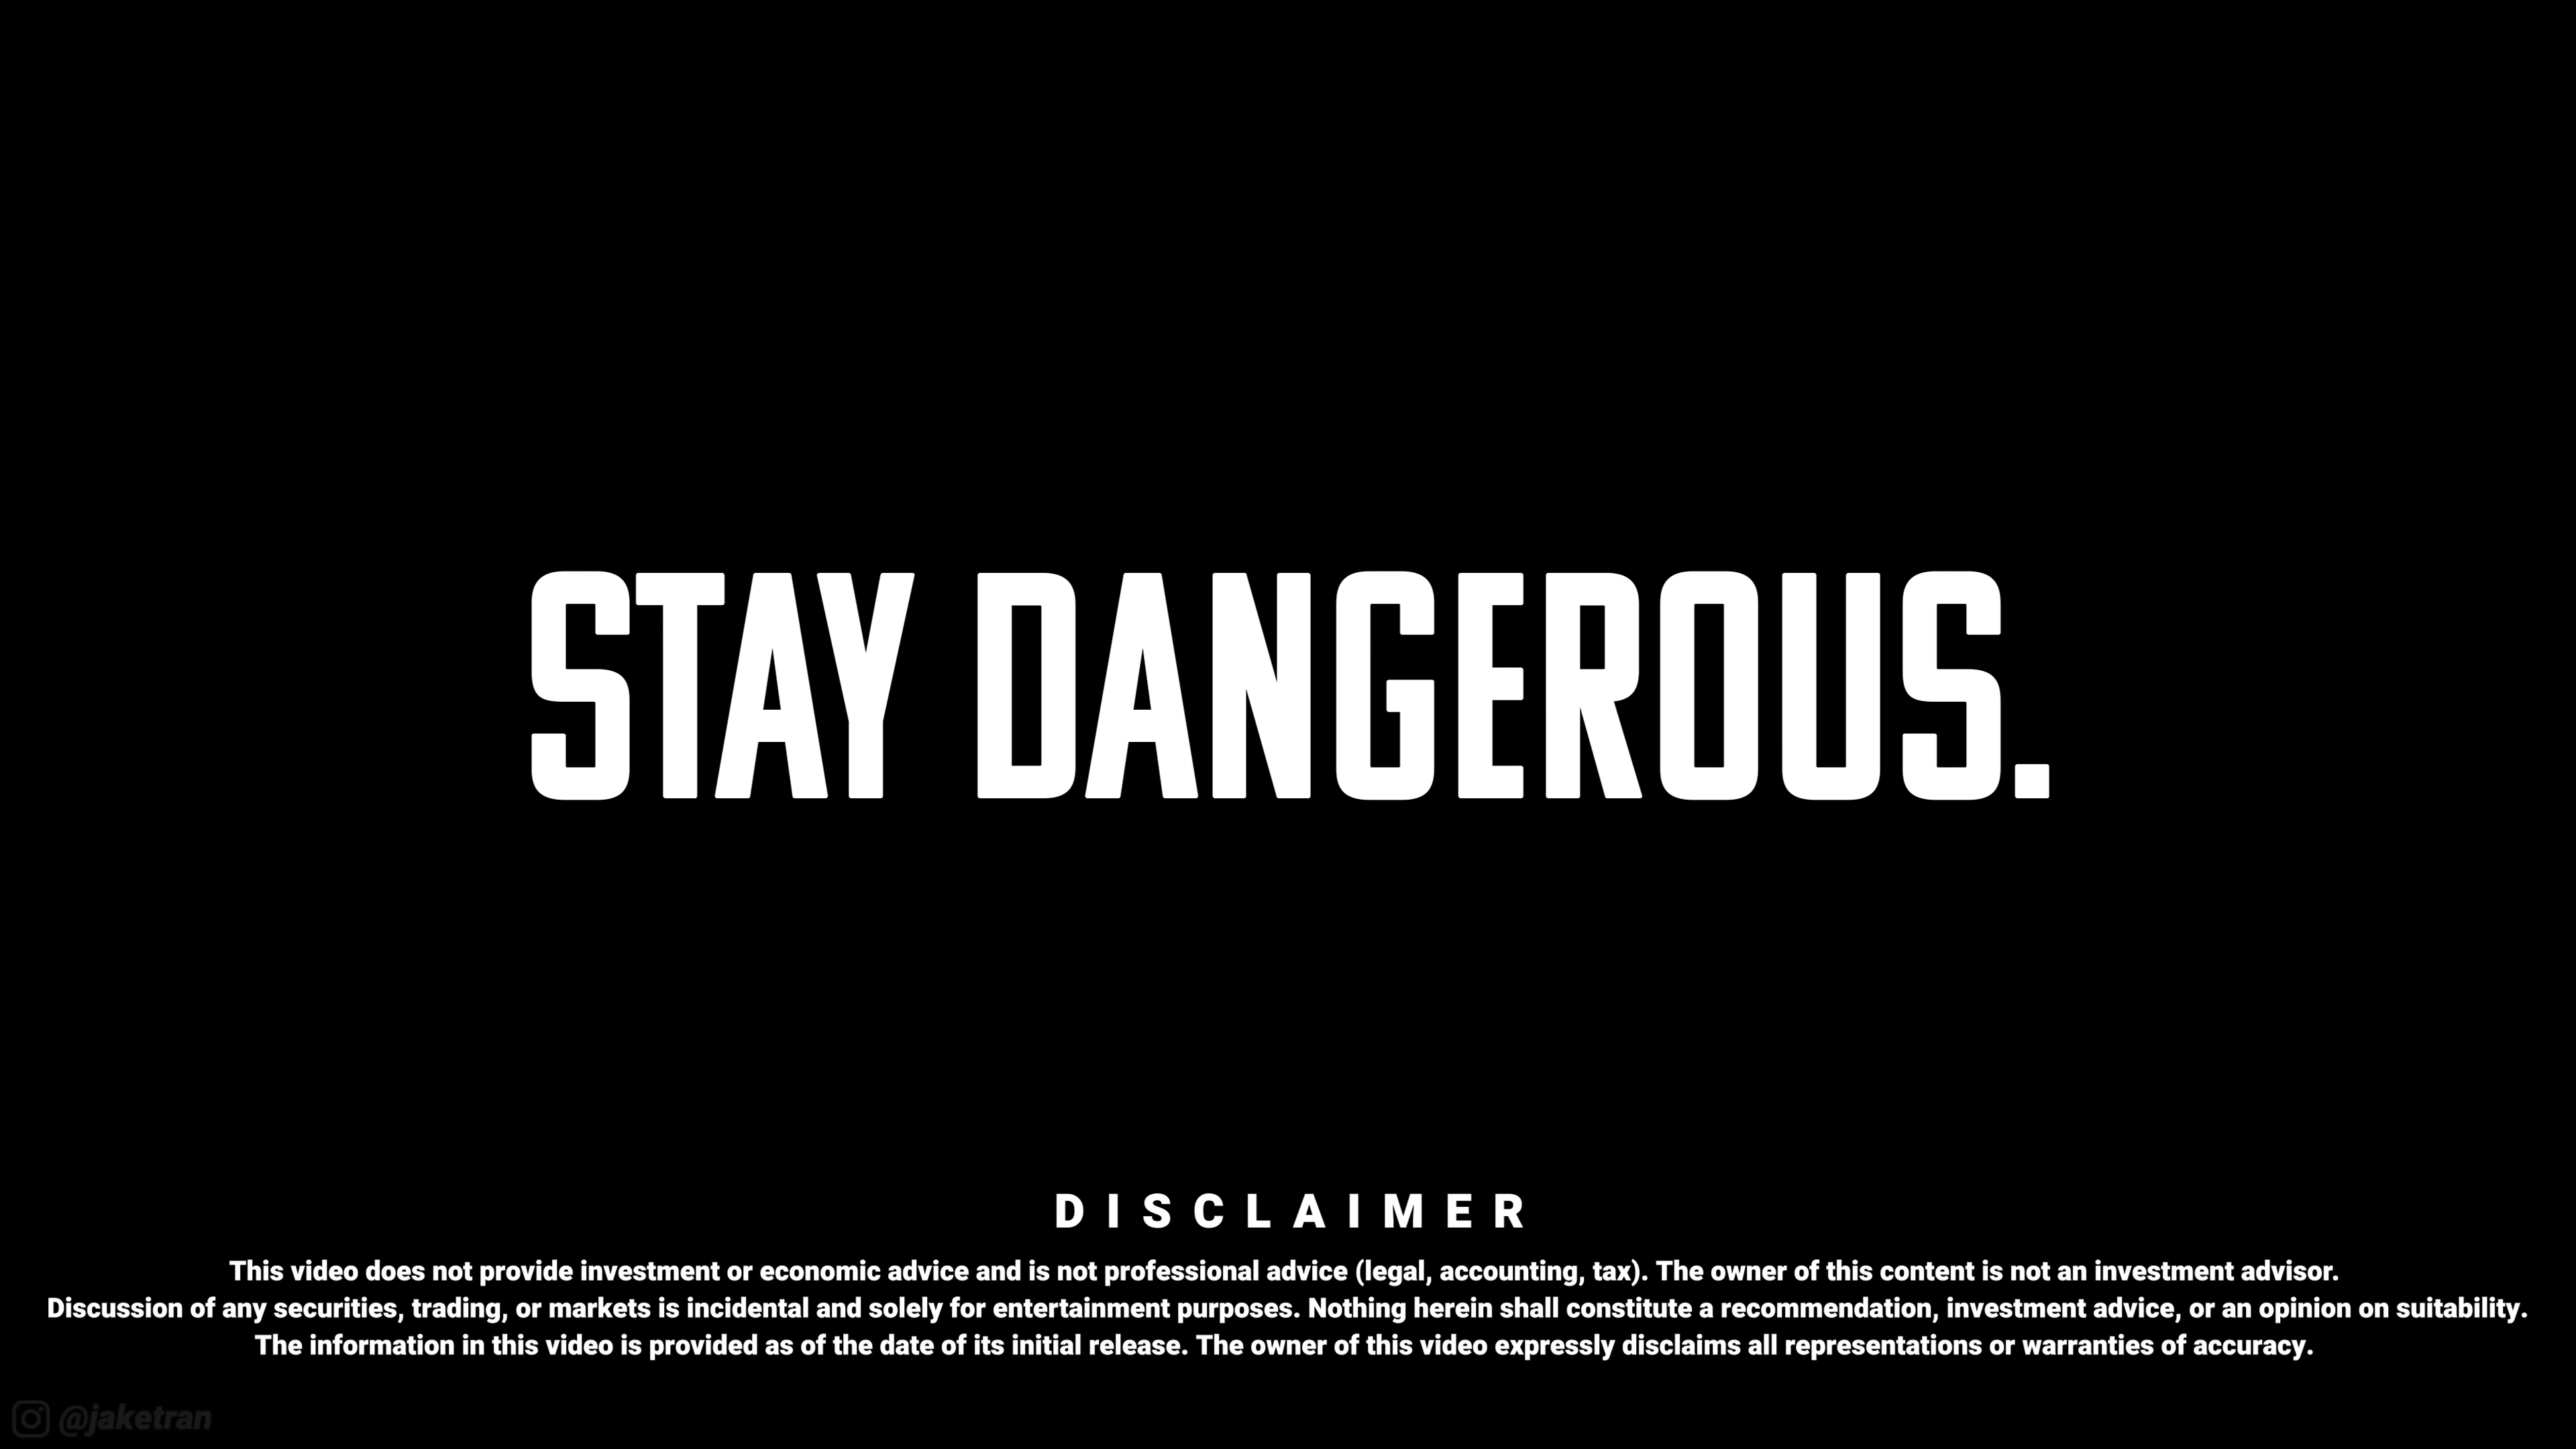 STAY DANGEROUS.
DISCLAIMER
This video does not provide investment or economic advice and is not professional advice (legal, accounting, tax). The owner of this content is not an investment advisor.
Discussion of any securities, trading, or markets is incidental and solely for entertainment purposes. Nothing herein shall constitute a recommendation, investment advice, or an opinion on suitability.
The information in this video is provided as of the date of its initial release. The owner of this video expressly disclaims all representations or warranties of accuracy.
@jaketran